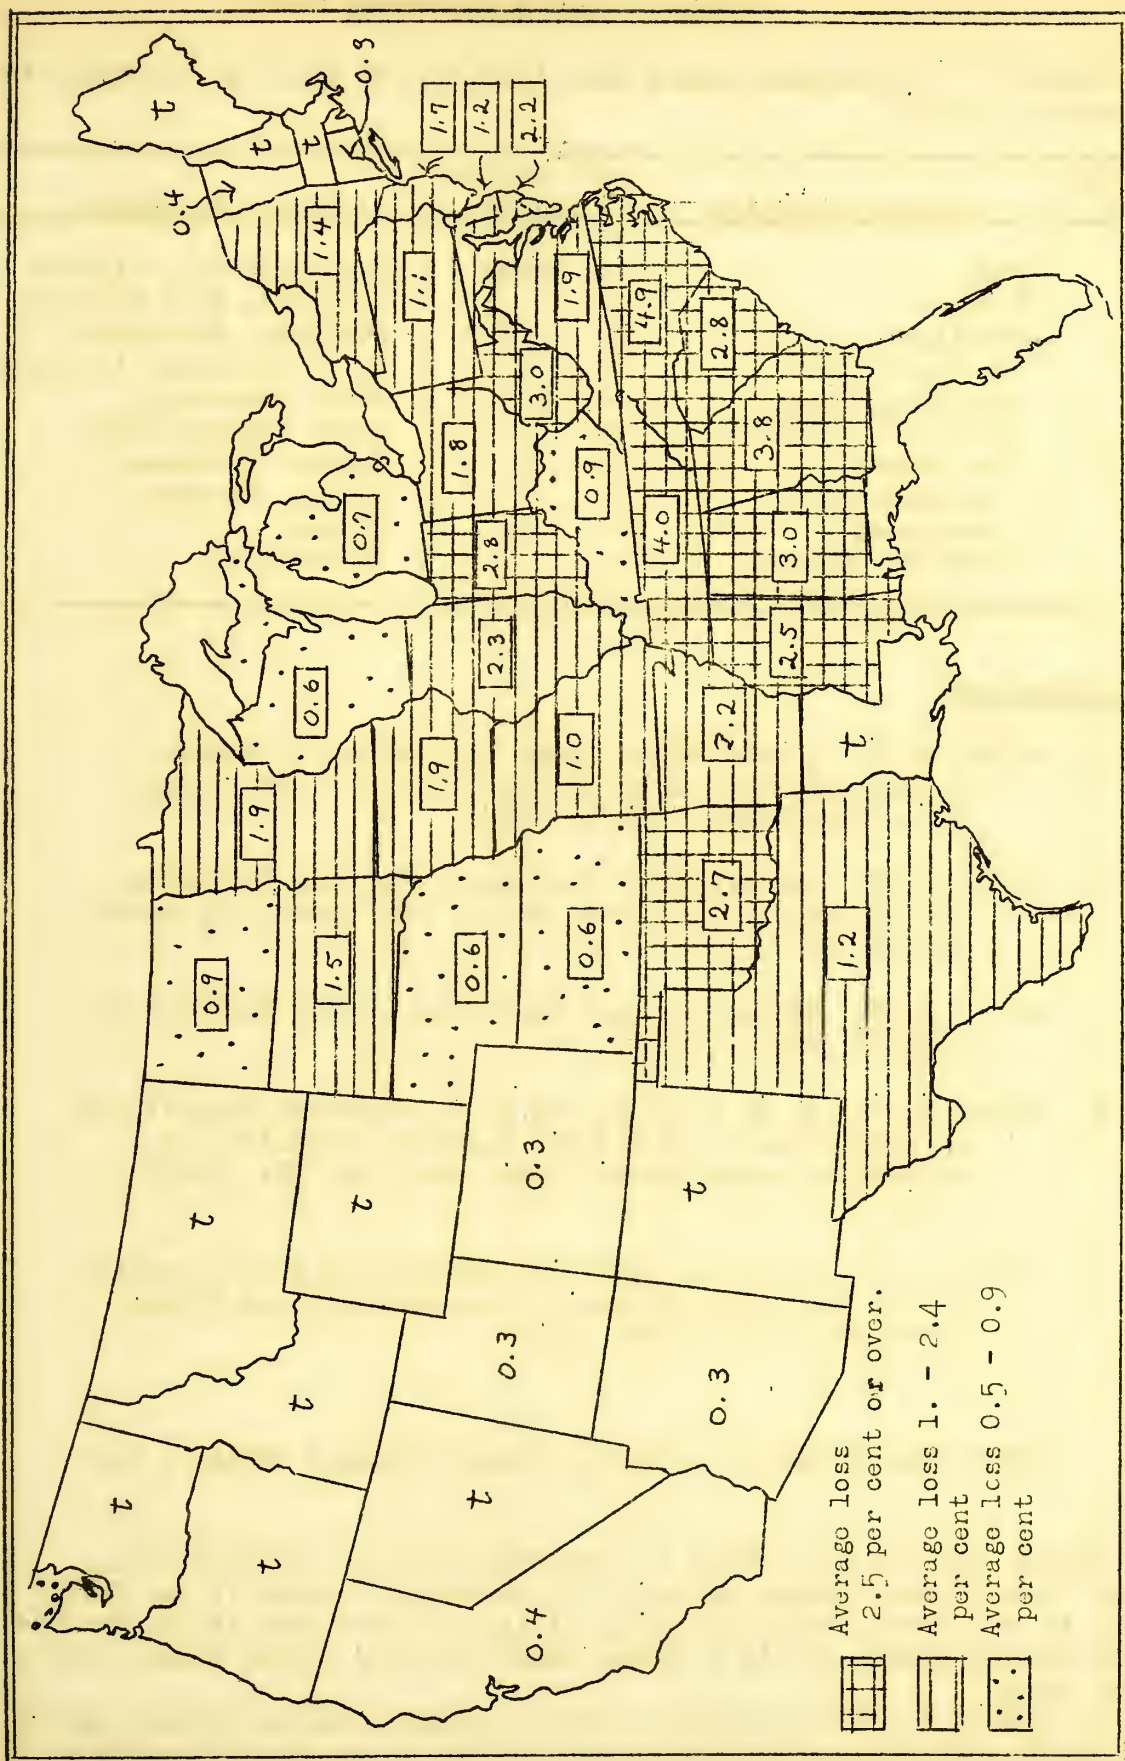 t
t
t
0.4
t
t
0.3
0.3
t
0.3
t
0.3
t
0.9
1.5
0.6
0.6
2.7
1.2
1.9
1.9
1.0
2.2
t
0.6
2.3
2.5
0.7
2.8
1.8
0.9
4.0
3.0
3.8
3.0
1.9
4.9
2.8
1.4
1.1
0.4
t
t
t
0.3
1.7
1.2
2.2
Average loss
2.5 per cent or over.
Average loss 1. - 2.4
per cent
Average loss 0.5 - 0.9
per cent